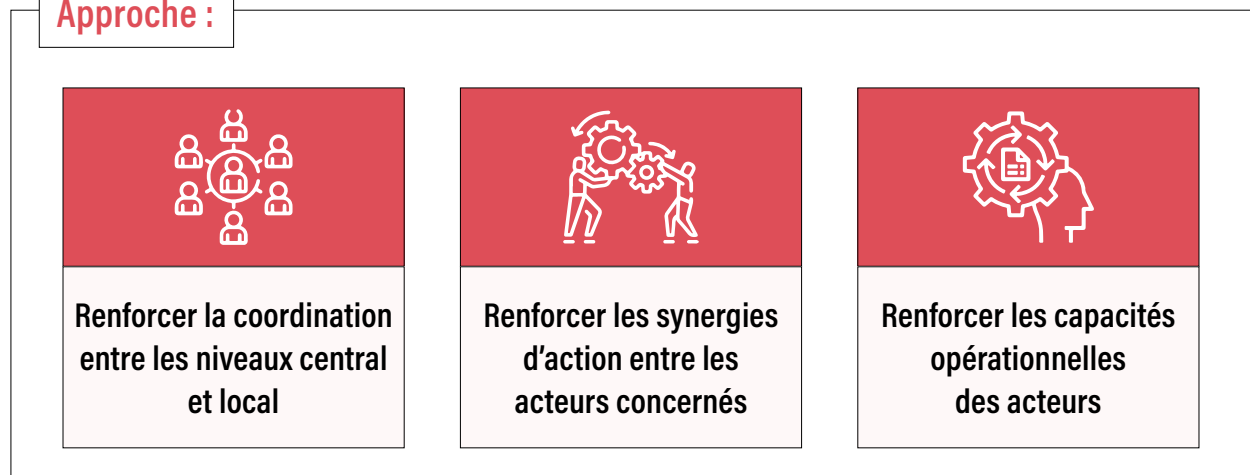 Approche :
Renforcer la coordination
entre les niveaux central
et local
Renforcer les synergies
d’action entre les
acteurs concernés
Renforcer les capacités
opérationnelles
des acteurs